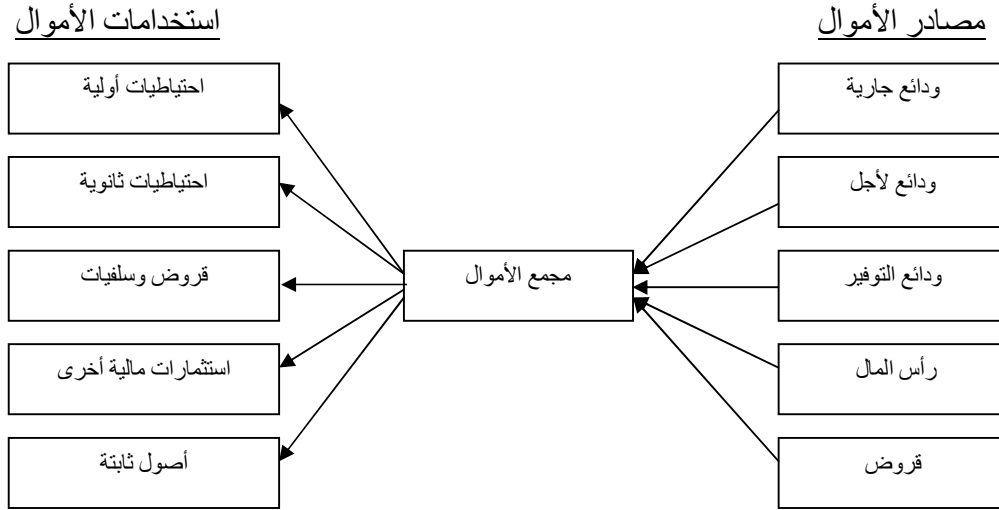 مصادر الأموال
استخدامات الأموال
ودائع جارية
احتياطيات أولية
ودائع لأجل
احتياطيات ثانوية
ودائع التوفير
مجمع الأموال
قروض وسلفيات
رأس المال
استثمارات مالية أخرى
قروض
أصول ثابتة